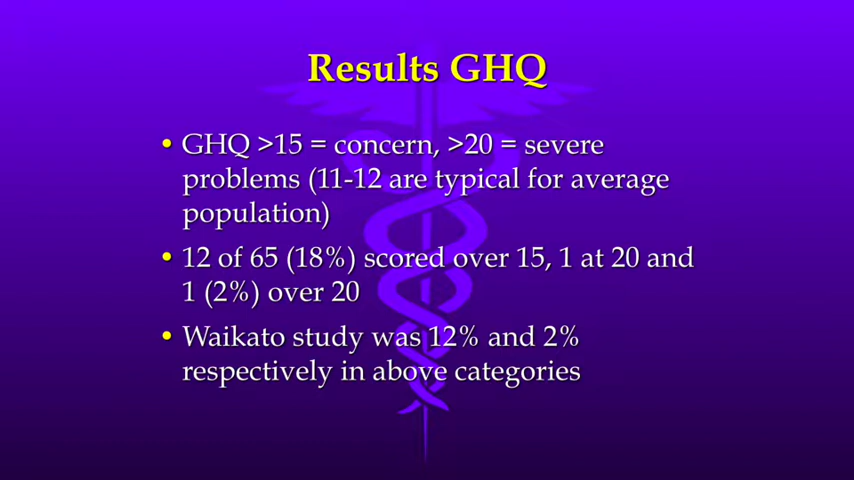 Results GHQ
• GHQ >15 = concern, >20 = severe
problems (11-12 are typical for average
population)
• 12 of 65 (18%) scored over 15, 1 at 20 and
1 (2%) over 20
• Waikato study was 12% and 2%
respectively in above categories